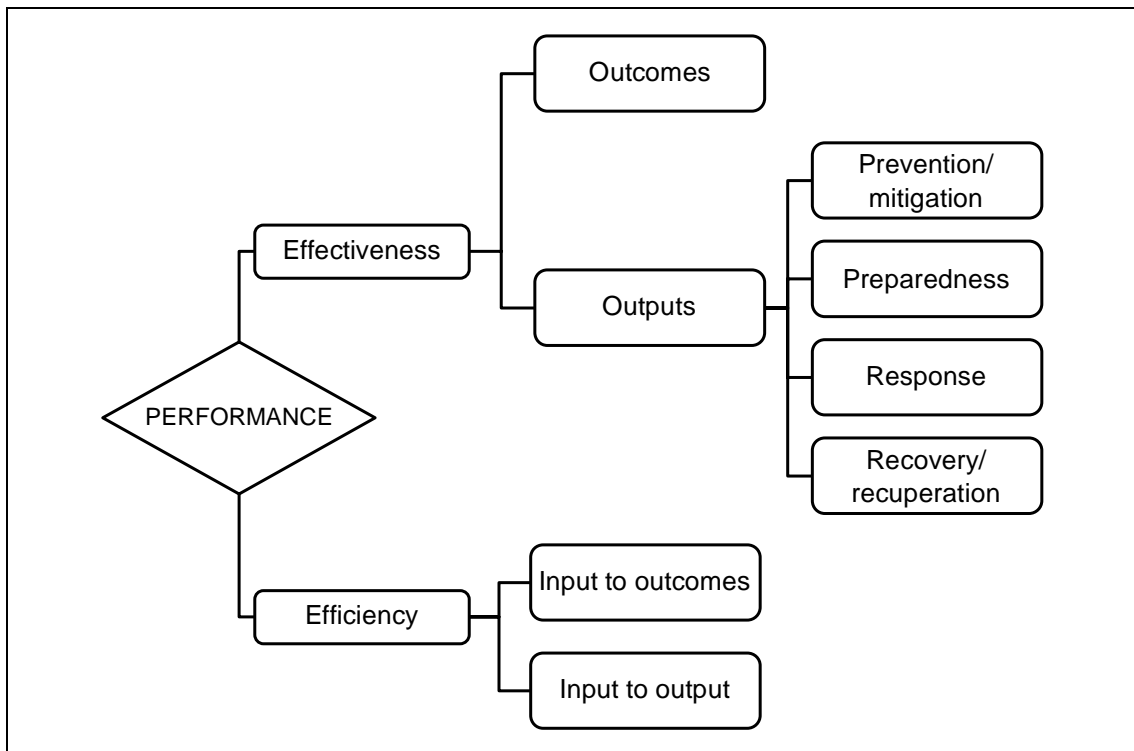 Outcomes
Prevention/
mitigation
Effectiveness
Preparedness
Outputs
Response
PERFORMANCE
Recovery/
recuperation
Input to outcomes
Efficiency
Input to output